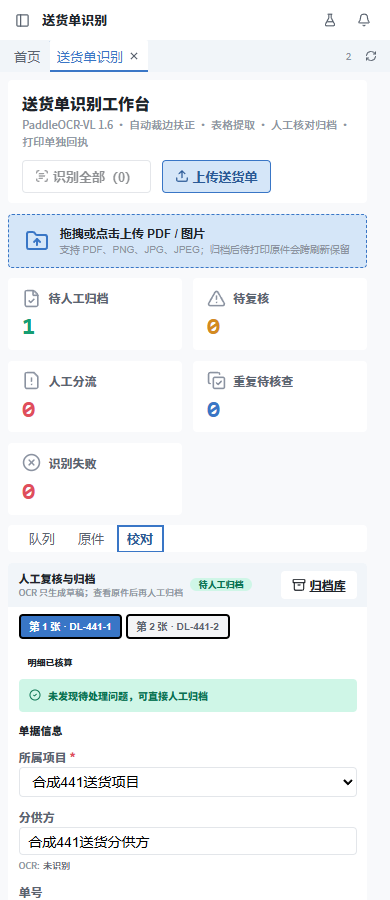 送货单识别
首页
送货单识别
2
送货单识别工作台
PaddleOCR-VL 1.6 • 自动裁边扶正 • 表格提取 • 人工核对归档 •
打印单独回执
识别全部（0）
上传送货单
拖拽或点击上传 PDF / 图片
支持 PDF、PNG、JPG、JPEG；归档后待打印原件会跨刷新保留
待人工归档
1
待复核
0
人工分流
0
重复待核查
0
识别失败
0
队列
原件
校对
人工复核与归档
OCR 只生成草稿；查看原件后再人工归档
待人工归档
归档库
第 1 张 · DL-441-1
第 2 张 · DL-441-2
明细已核算
未发现待处理问题，可直接人工归档
单据信息
所属项目 *
合成441送货项目
分供方
合成441送货分供方
OCR: 未识别
单号